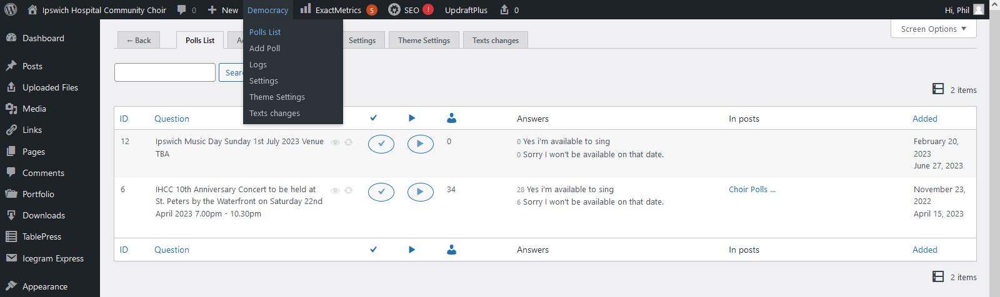 Ipswich Hospital Community Choir 0 New Democracy ExactMetrics 5 SEO ! UpdraftPlus 0 Hi, Phil
Screen Options
Dashboard
Posts
Uploaded Files
Media
Links
Pages
Comments
Portfolio
Downloads
TablePress
Icegram Express
Appearance
← Back Polls List Settings Theme Settings Texts changes
Polls List
Add Poll
Logs
Settings
Theme Settings
Texts changes
2 items
ID Question Answers In posts Added
12 Ipswich Music Day Sunday 1st July 2023 Venue 0 0 Yes i'm available to sing February 20,
TBA 0 Sorry I won't be available on that date. 2023
June 27, 2023
6 IHCC 10th Anniversary Concert to be held at 34 28 Yes i'm available to sing Choir Polls ... November 23,
St. Peters by the Waterfront on Saturday 22nd 6 Sorry I won't be available on that date. 2022
April 2023 7.00pm - 10.30pm April 15, 2023
ID Question Answers In posts Added
2 items